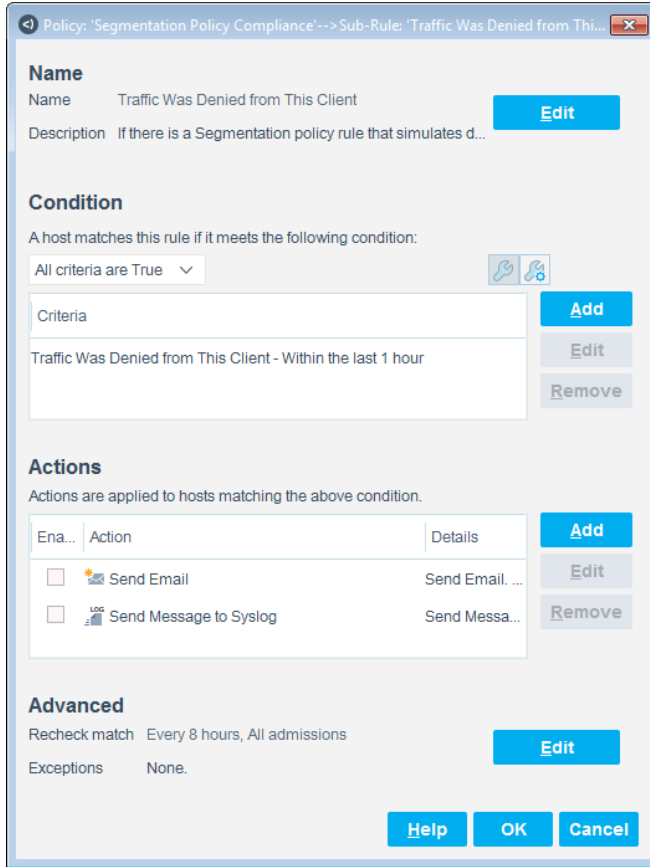 Policy: 'Segmentation Policy Compliance'-->Sub-Rule: 'Traffic Was Denied from Thi...
Name
Name Traffic Was Denied from This Client
Edit
Description If there is a Segmentation policy rule that simulates d...
Condition
A host matches this rule if it meets the following condition:
All criteria are True
Criteria
Add
Traffic Was Denied from This Client - Within the last 1 hour
Edit
Remove
Actions
Actions are applied to hosts matching the above condition.
Ena... Action Details
Add
Send Email Send Email. ...
Edit
LOG Send Message to Syslog Send Messa...
Remove
Advanced
Recheck match Every 8 hours, All admissions
Edit
Exceptions None.
Help OK Cancel